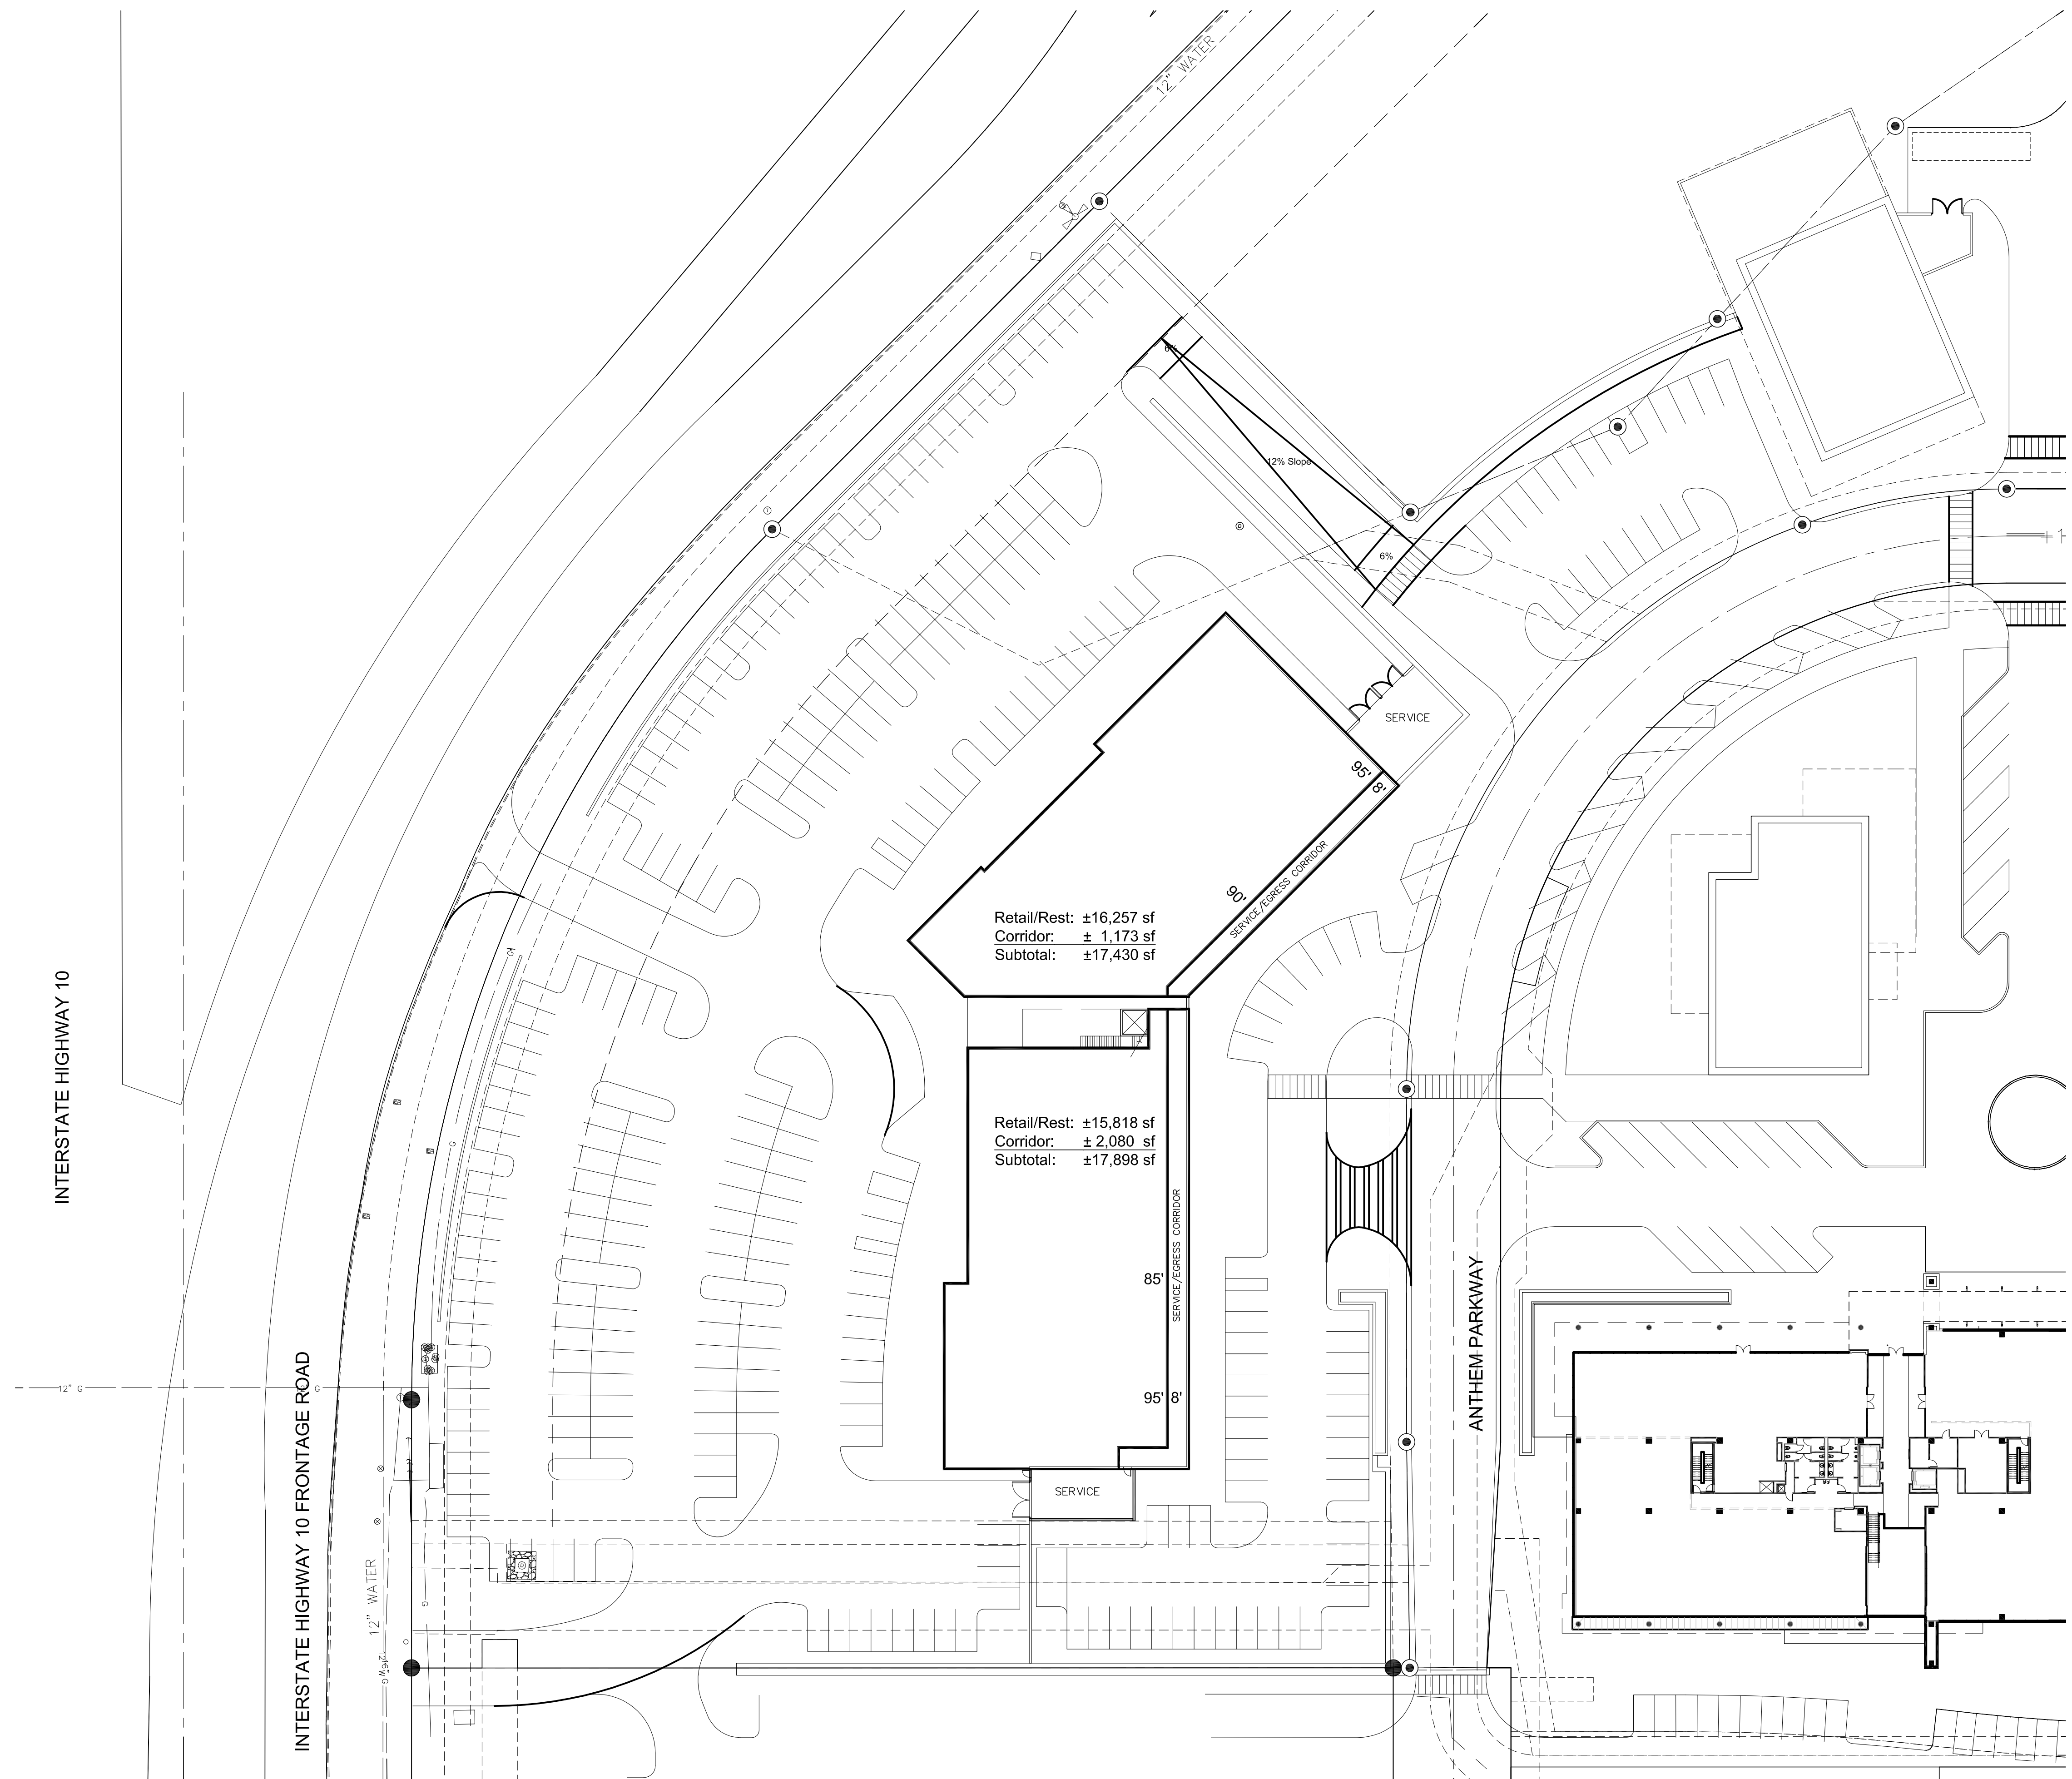 12" WATER
6%
12% Slope
6%
SERVICE
95'
8'
90'
SERVICE/EGRESS CORRIDOR
Retail/Rest: ±16,257 sf
Corridor: ± 1,173 sf
Subtotal: ±17,430 sf
INTERSTATE HIGHWAY 10
Retail/Rest: ±15,818 sf
Corridor: ± 2,080 sf
Subtotal: ±17,898 sf
SERVICE/EGRESS CORRIDOR
85'
95'
8'
SERVICE
ANTHEM PARKWAY
INTERSTATE HIGHWAY 10 FRONTAGE ROAD
12" G
G
G
G
G
12" WATER